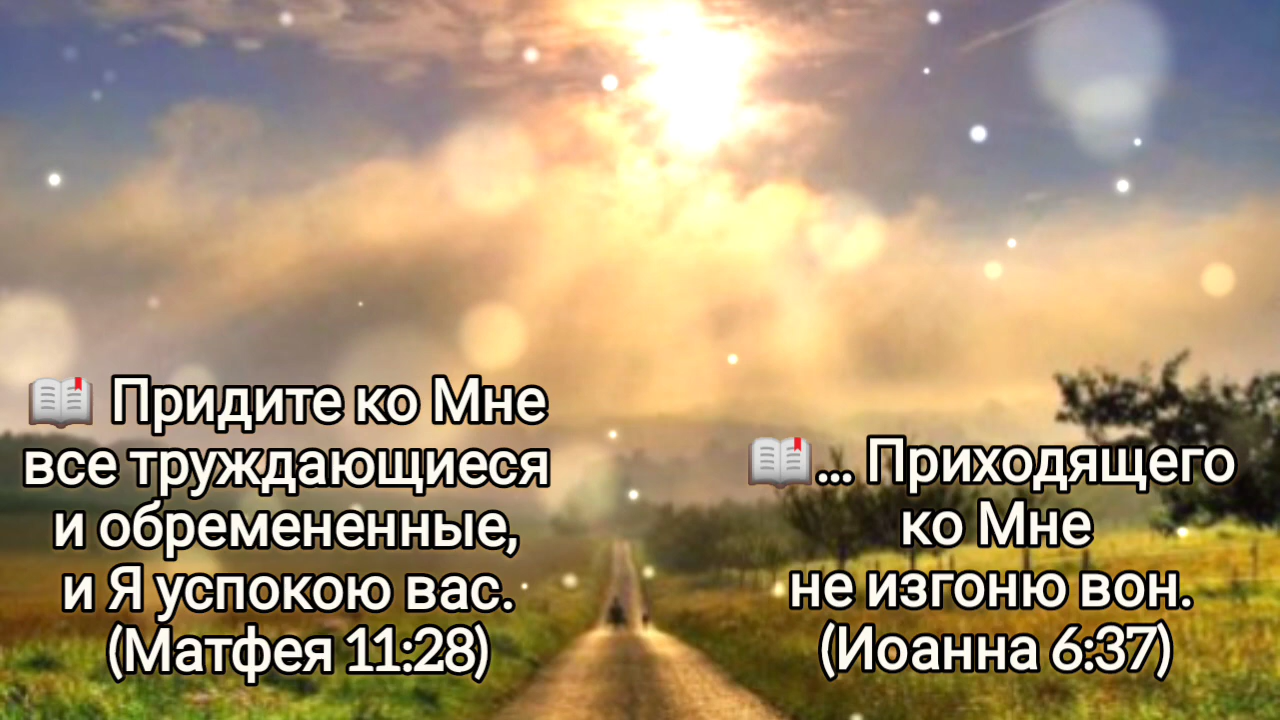 📖 Придите ко Мне
все труждающиеся
и обремененные,
и Я успокою вас.
(Матфея 11:28)
📖... Приходящего
ко Мне
не изгоню вон.
(Иоанна 6:37)